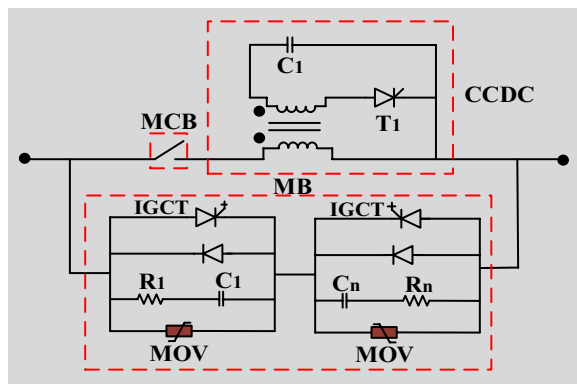 C1
CCDC
T1
MCB
MB
IGCT
+
IGCT
+
R1
C1
Cn
Rn
MOV
MOV